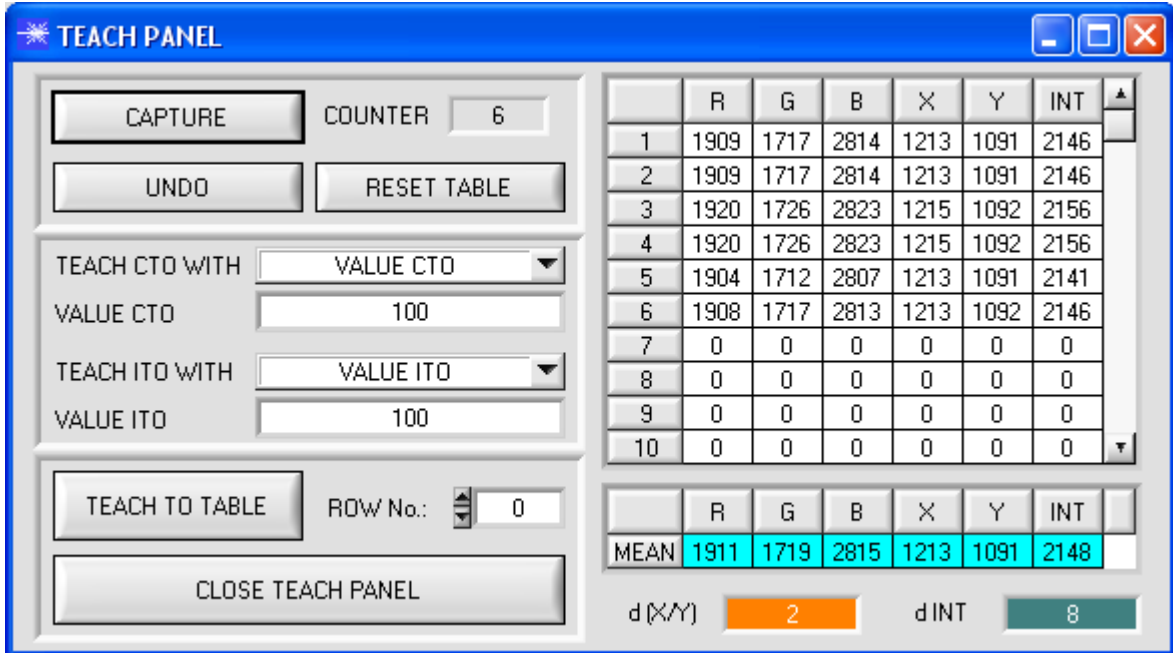 TEACH PANEL
CAPTURE COUNTER 6
UNDO RESET TABLE
TEACH CTO WITH VALUE CTO
VALUE CTO 100
TEACH ITO WITH VALUE ITO
VALUE ITO 100
TEACH TO TABLE ROW No.: 0
CLOSE TEACH PANEL
R G B X Y INT
1 1909 1717 2814 1213 1091 2146
2 1909 1717 2814 1213 1091 2146
3 1920 1726 2823 1215 1092 2156
4 1920 1726 2823 1215 1092 2156
5 1904 1712 2807 1213 1091 2141
6 1908 1717 2813 1213 1092 2146
7 0 0 0 0 0 0
8 0 0 0 0 0 0
9 0 0 0 0 0 0
10 0 0 0 0 0 0
R G B X Y INT
MEAN 1911 1719 2815 1213 1091 2148
d (X/Y) 2 d INT 8